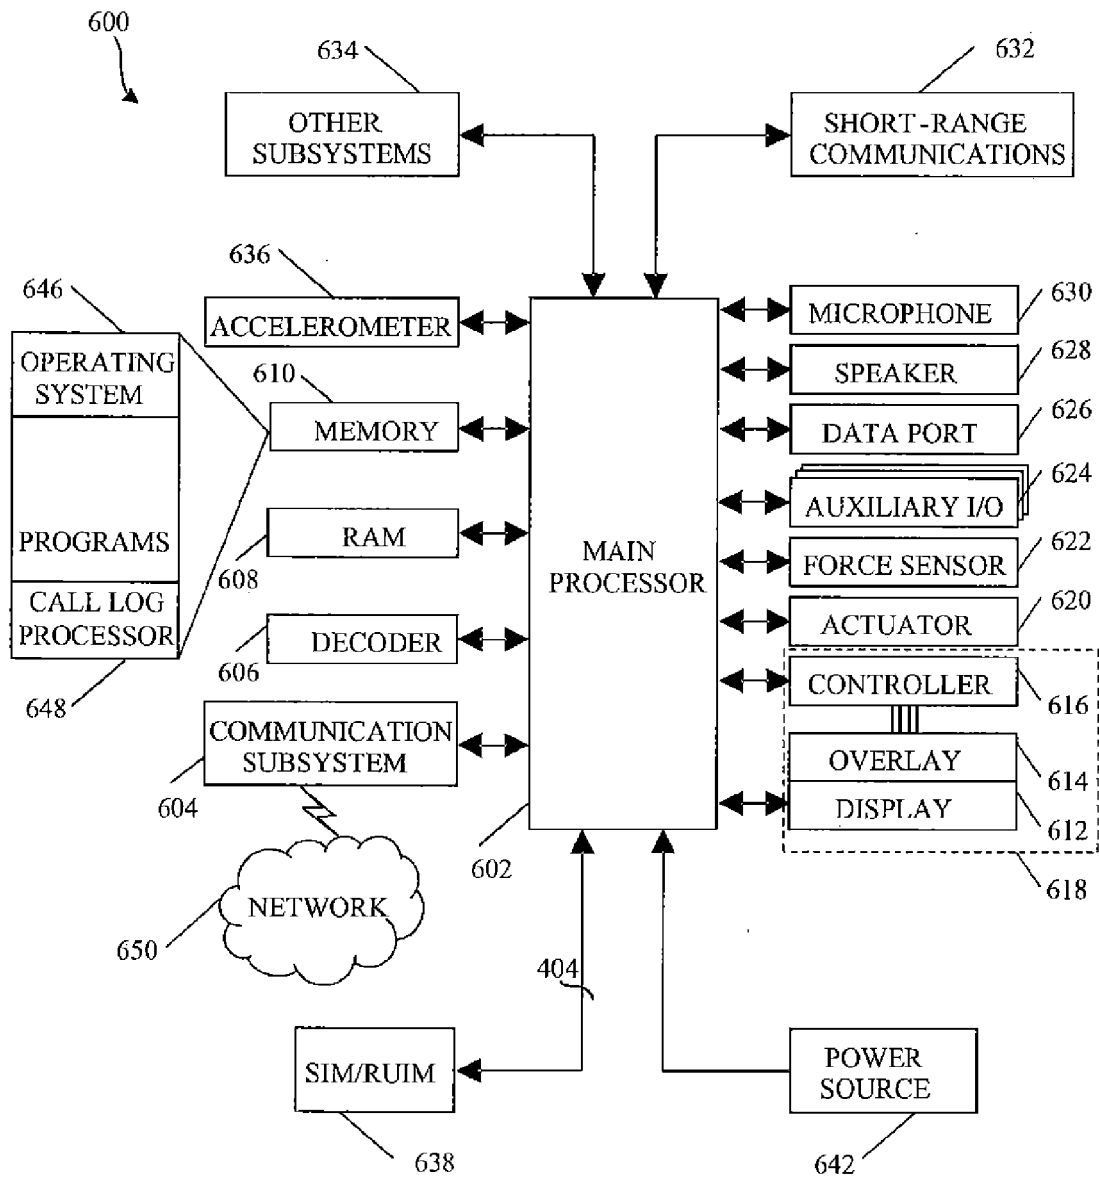 600
634
632
OTHER
SUBSYSTEMS
SHORT-RANGE
COMMUNICATIONS
636
646
630
ACCELEROMETER
MICROPHONE
628
OPERATING
SYSTEM
610
SPEAKER
626
MEMORY
DATA PORT
624
AUXILIARY I/O
PROGRAMS
RAM
608
MAIN
PROCESSOR
622
FORCE SENSOR
620
CALL LOG
PROCESSOR
DECODER
606
ACTUATOR
648
CONTROLLER
616
COMMUNICATION
SUBSYSTEM
OVERLAY
614
604
DISPLAY
612
602
618
NETWORK
650
404
SIM/RUIM
POWER
SOURCE
638
642